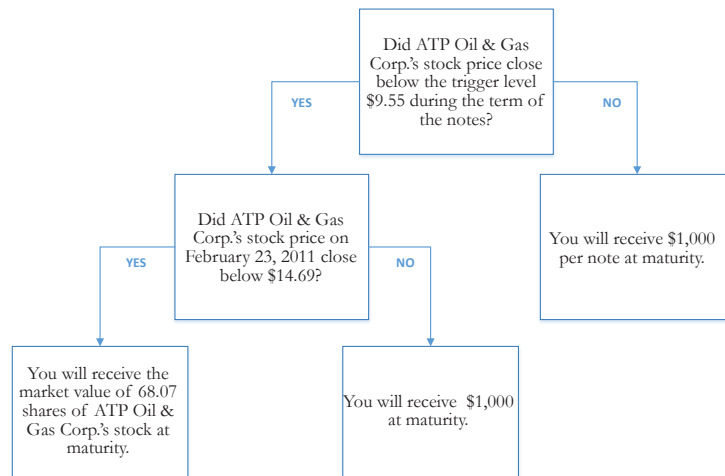 Did ATP Oil & Gas
Corp.'s stock price close
below the trigger level
$9.55 during the term of
the notes?
YES
NO
Did ATP Oil & Gas
Corp.'s stock price on
February 23, 2011 close
below $14.69?
You will receive $1,000
per note at maturity.
YES
NO
You will receive the
market value of 68.07
shares of ATP Oil &
Gas Corp.'s stock at
maturity.
You will receive $1,000
at maturity.